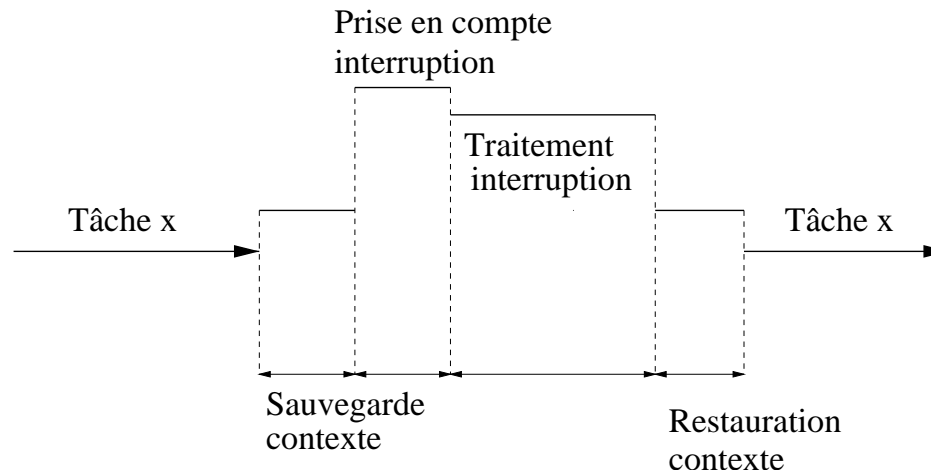 Prise en compte
interruption
Traitement
interruption
Tâche x
Tâche x
Sauvegarde
contexte
Restauration
contexte